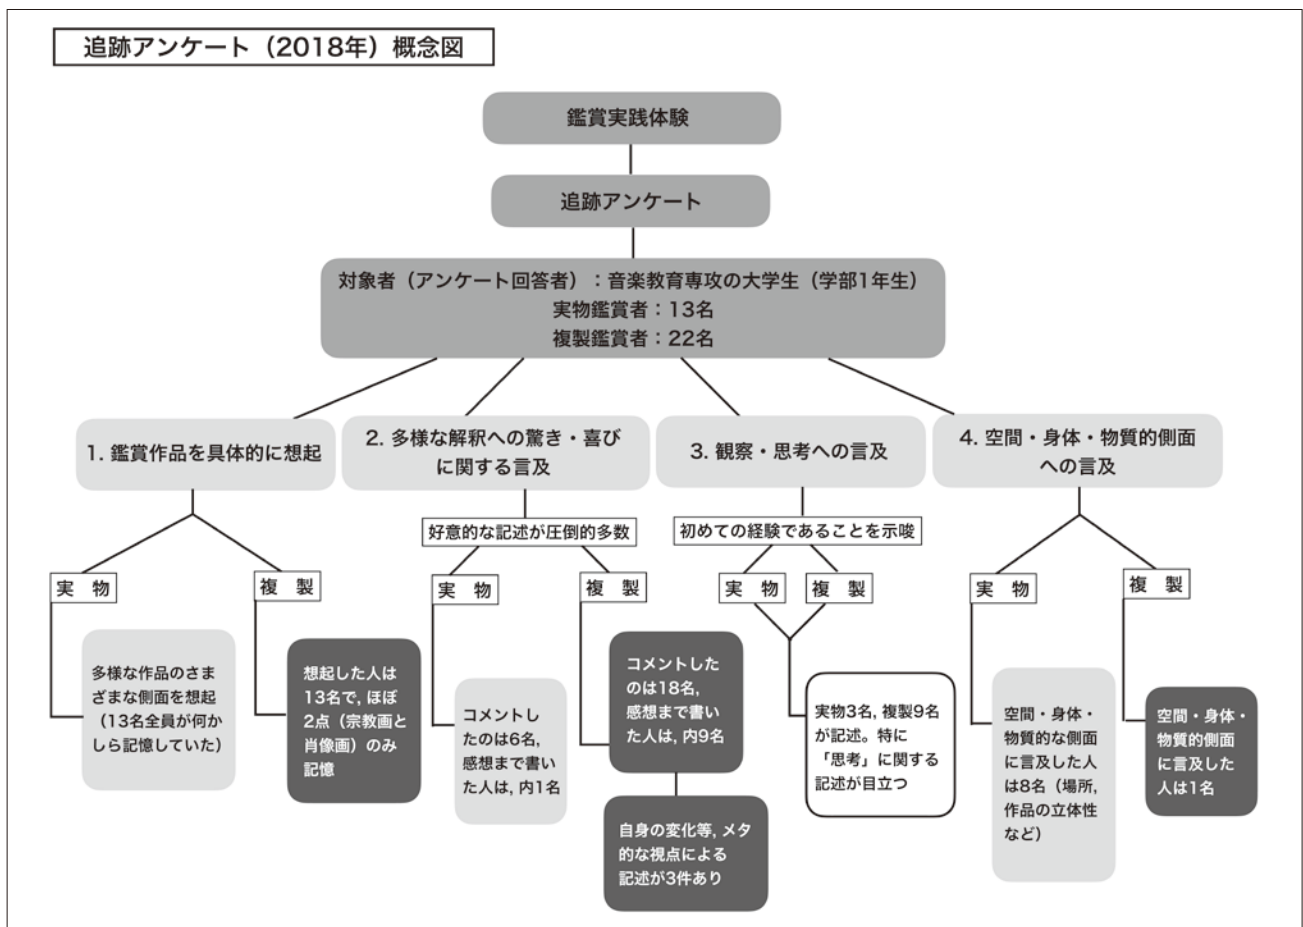 追跡アンケート（2018年）概念図
鑑賞実践体験
追跡アンケート
対象者（アンケート回答者）：音楽教育専攻の大学生（学部1年生）
実物鑑賞者：13名
複製鑑賞者：22名
1. 鑑賞作品を具体的に想起
2. 多様な解釈への驚き・喜び
に関する言及
3. 観察・思考への言及
4. 空間・身体・物質的側面
への言及
好意的な記述が圧倒的多数
初めての経験であることを示唆
実　物
複　製
実　物
複　製
実　物
複　製
実　物
複　製
多様な作品のさま
ざまな側面を想起
（13名全員が何か
しら記憶していた）
想起した人は
13名で, ほぼ
2点（宗教画と
肖像画）のみ
記憶
コメントし
たのは6名,
感想まで書い
た人は, 内1名
コメントした
のは18名,
感想まで書い
た人は, 内9名
自身の変化等, メタ
的な視点による
記述が3件あり
実物3名, 複製9名
が記述。特に
「思考」に関する
記述が目立つ
空間・身体・
物質的な側面
に言及した人
は8名（場所,
作品の立体性
など）
空間・身体・
物質的側面
に言及した
人は1名